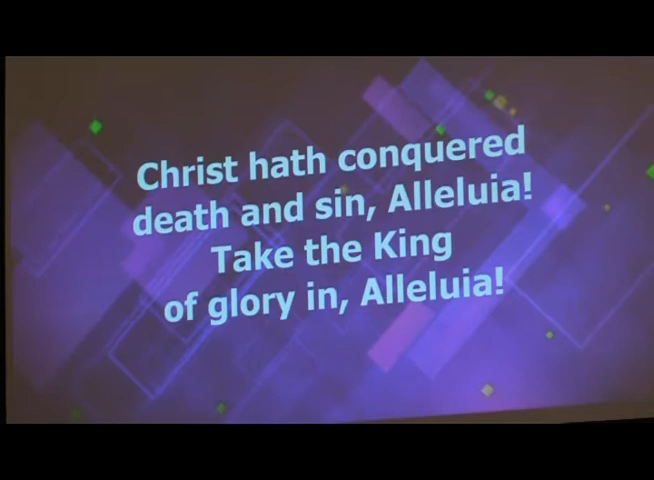 Christ hath conquered
death and sin, Alleluia!
Take the King
of glory in, Alleluia!